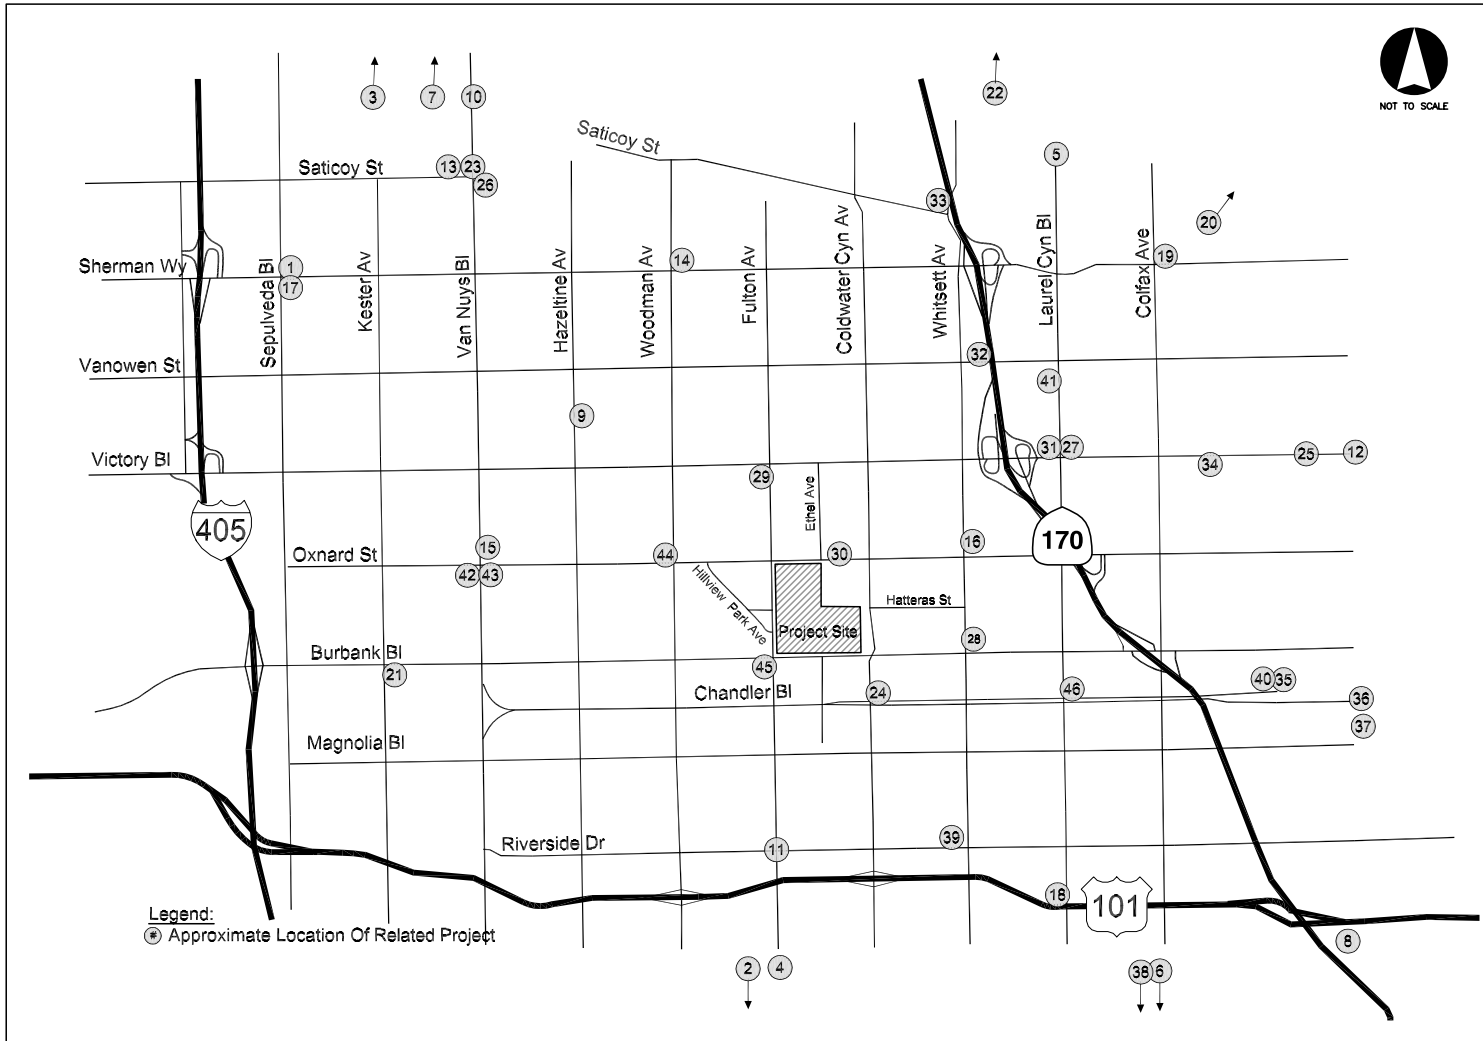 NOT TO SCALE
3
7
10
22
Saticoy St
5
Saticoy St
13
23
26
33
20
Sherman Wy
1
17
14
19
Sepulveda Bl
Kester Av
Van Nuys Bl
Hazeltine Av
Woodman Av
Fulton Av
Coldwater Cyn Av
Whitsett Av
Laurel Cyn Bl
Colfax Ave
Vanowen St
32
41
9
Victory Bl
31
27
34
25
12
29
Ethel Ave
405
170
Oxnard St
15
42
43
44
30
16
Hillview Park Ave
Hatteras St
Project Site
28
Burbank Bl
21
45
Chandler Bl
24
46
40
35
36
37
Magnolia Bl
Riverside Dr
11
39
18
101
8
Legend:
# Approximate Location Of Related Project
2
4
38
6